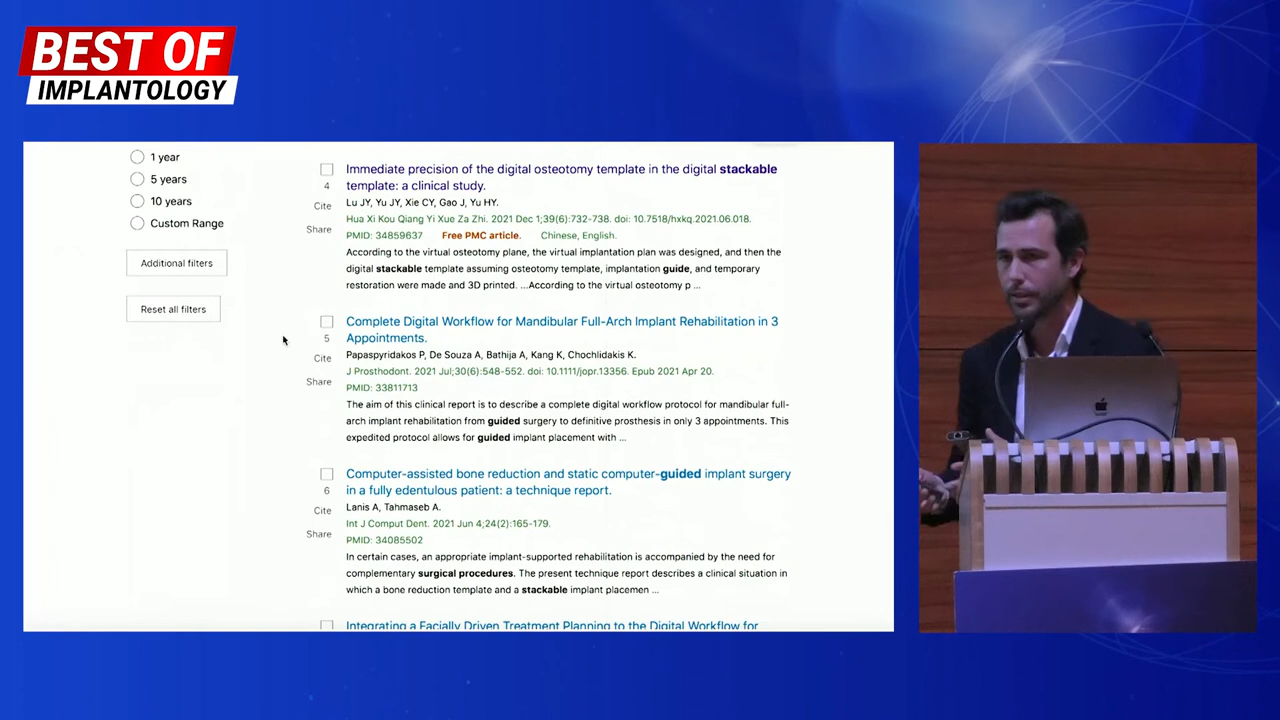 BEST OF
IMPLANTOLOGY
1 year
5 years
10 years
Custom Range
Additional filters
Reset all filters
Immediate precision of the digital osteotomy template in the digital stackable
template: a clinical study.
4
Lu JY, Yu JY, Xie CY, Gao J, Yu HY.
Cite
Hua Xi Kou Qiang Yi Xue Za Zhi. 2021 Dec 1;39(6):732-738. doi: 10.7518/hxkq.2021.06.018.
Share
PMID: 34859637 Free PMC article. Chinese, English.
According to the virtual osteotomy plane, the virtual implantation plan was designed, and then the
digital stackable template assuming osteotomy template, implantation guide, and temporary
restoration were made and 3D printed. ...According to the virtual osteotomy p ...
Complete Digital Workflow for Mandibular Full-Arch Implant Rehabilitation in 3
Appointments.
5
Papaspyridakos P, De Souza A, Bathija A, Kang K, Chochlidakis K.
Cite
J Prosthodont. 2021 Jul;30(6):548-552. doi: 10.1111/jopr.13356. Epub 2021 Apr 20.
Share
PMID: 33811713
The aim of this clinical report is to describe a complete digital workflow protocol for mandibular full-
arch implant rehabilitation from guided surgery to definitive prosthesis in only 3 appointments. This
expedited protocol allows for guided implant placement with ...
Computer-assisted bone reduction and static computer-guided implant surgery
in a fully edentulous patient: a technique report.
6
Lanis A, Tahmaseb A.
Cite
Int J Comput Dent. 2021 Jun 4;24(2):165-179.
Share
PMID: 34085502
In certain cases, an appropriate implant-supported rehabilitation is accompanied by the need for
complementary surgical procedures. The present technique report describes a clinical situation in
which a bone reduction template and a stackable implant placemen ...
Integrating a Facially Driven Treatment Planning to the Digital Workflow for